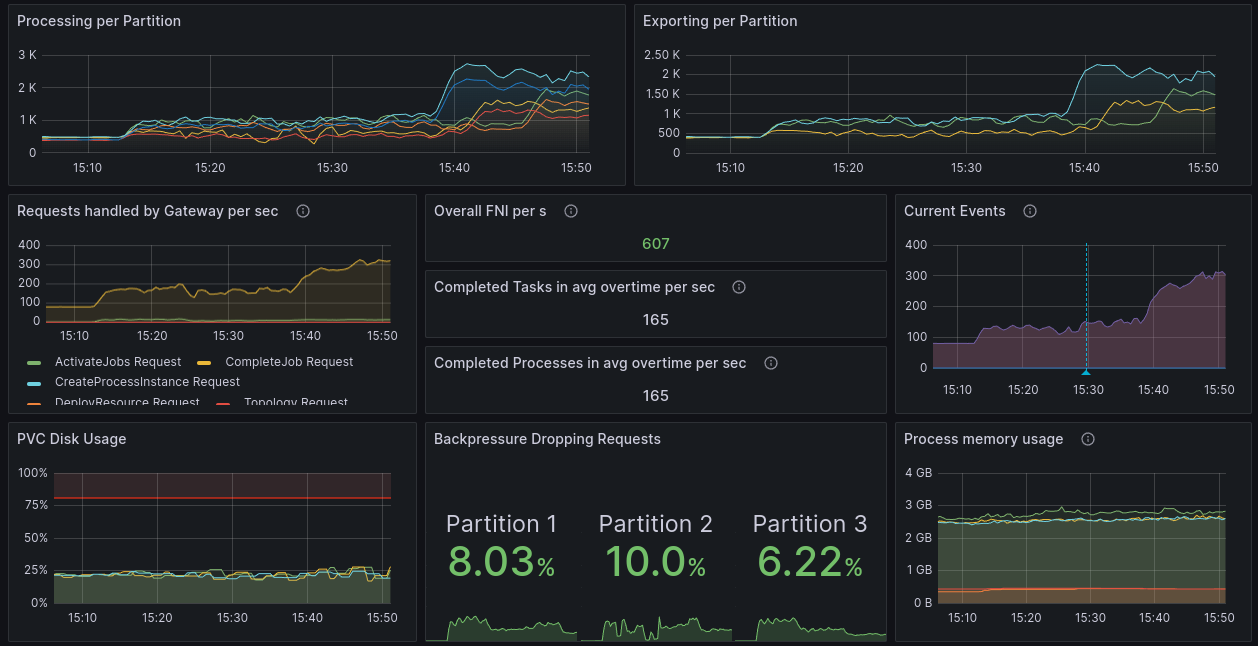 Processing per Partition
3 K
2 K
1 K
0
15:10 15:20 15:30 15:40 15:50
Exporting per Partition
2.50 K
2 K
1.50 K
1 K
500
0
15:10 15:20 15:30 15:40 15:50
Requests handled by Gateway per sec
400
300
200
100
0
15:10 15:20 15:30 15:40 15:50
ActivateJobs Request CompleteJob Request
CreateProcessInstance Request
DeployResource Request Topology Request
Overall FNI per s
607
Completed Tasks in avg overtime per sec
165
Completed Processes in avg overtime per sec
165
Current Events
400
300
200
100
0
15:10 15:20 15:30 15:40 15:50
PVC Disk Usage
100%
75%
50%
25%
0%
15:10 15:20 15:30 15:40 15:50
Backpressure Dropping Requests
Partition 1 Partition 2 Partition 3
8.03% 10.0% 6.22%
Process memory usage
4 GB
3 GB
2 GB
1 GB
0 B
15:10 15:20 15:30 15:40 15:50